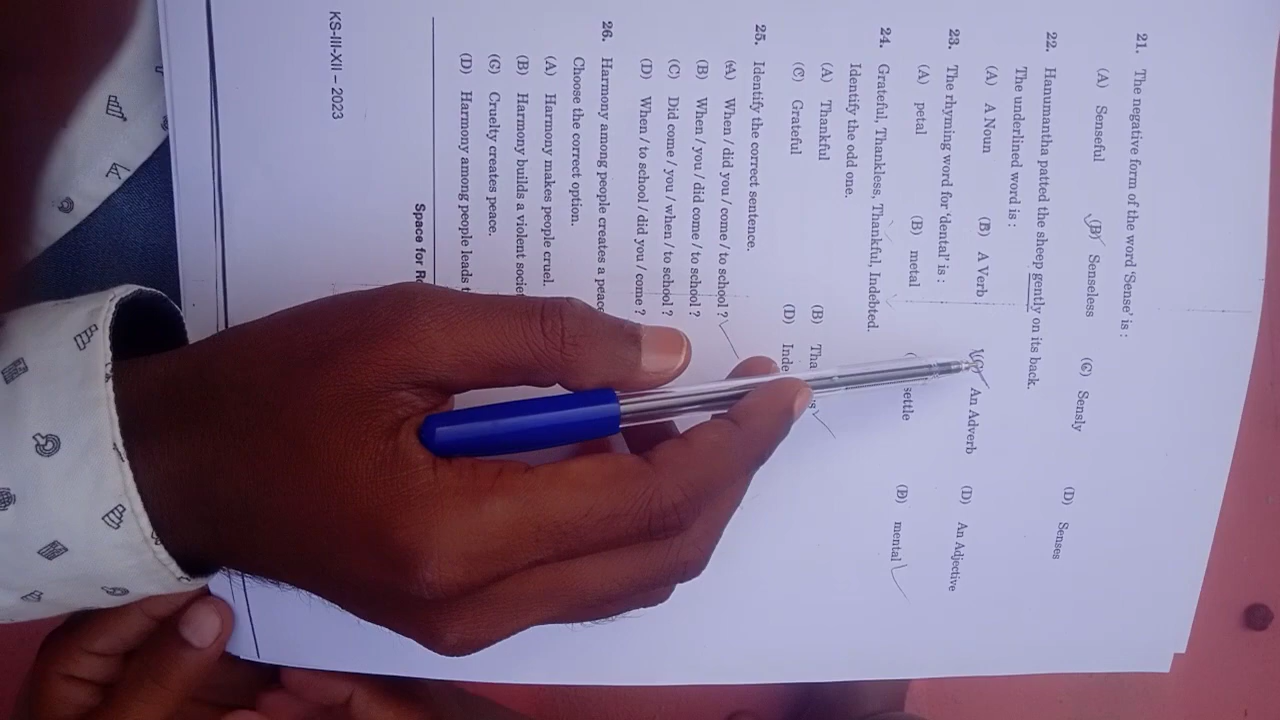 21. The negative form of the word 'Sense' is :
(A) Senseful (B) Senseless (C) Sensly (D) Senses
22. Hanumantha patted the sheep gently on its back.
The underlined word is :
(A) A Noun (B) A Verb (C) An Adverb (D) An Adjective
23. The rhyming word for 'dental' is :
(A) petal (B) metal settle (D) mental
24. Grateful, Thankless, Thankful, Indebted.
Identify the odd one.
(A) Thankful (B)
(C) Grateful (D)
25. Identify the correct sentence.
(A) When / did you / come / to school ?
(B) When / you / did come / to school ?
(C) Did come / you / when / to school ?
(D) When / to school / did you / come ?
26. Harmony among people creates a
Choose the correct option.
(A) Harmony makes people cruel.
(B) Harmony builds a violent
(C) Cruelty creates peace.
(D) Harmony among people leads
Space for
KS-III-XII – 2023